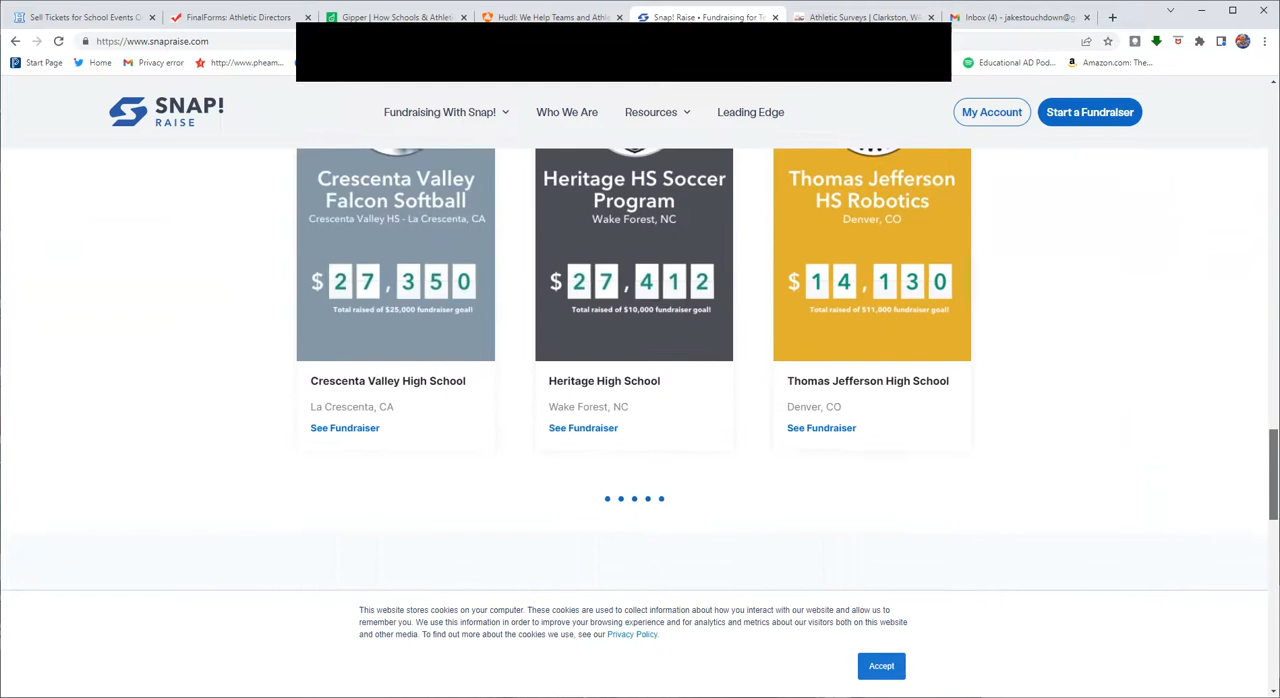 Sell Tickets for School Events O
FinalForms: Athletic Directors
Gipper | How Schools & Athleti
Hudl: We Help Teams and Athle
Snap! Raise • Fundraising for Te
Athletic Surveys | Clarkston, WA
Inbox (4) - jakestouchdown@g
https://www.snapraise.com
Start Page
Home
Privacy error
http://www.pheam...
Educational AD Pod...
Amazon.com: The...
SNAP!
RAISE
Fundraising With Snap!
Who We Are
Resources
Leading Edge
My Account
Start a Fundraiser
Crescenta Valley
Falcon Softball
Crescenta Valley HS - La Crescenta, CA
$27,350
Total raised of $25,000 fundraiser goal!
Crescenta Valley High School
La Crescenta, CA
See Fundraiser
Heritage HS Soccer
Program
Wake Forest, NC
$27,412
Total raised of $10,000 fundraiser goal!
Heritage High School
Wake Forest, NC
See Fundraiser
Thomas Jefferson
HS Robotics
Denver, CO
$14,130
Total raised of $11,000 fundraiser goal!
Thomas Jefferson High School
Denver, CO
See Fundraiser
This website stores cookies on your computer. These cookies are used to collect information about how you interact with our website and allow us to
remember you. We use this information in order to improve your browsing experience and for analytics and metrics about our visitors both on this website
and other media. To find out more about the cookies we use, see our Privacy Policy.
Accept